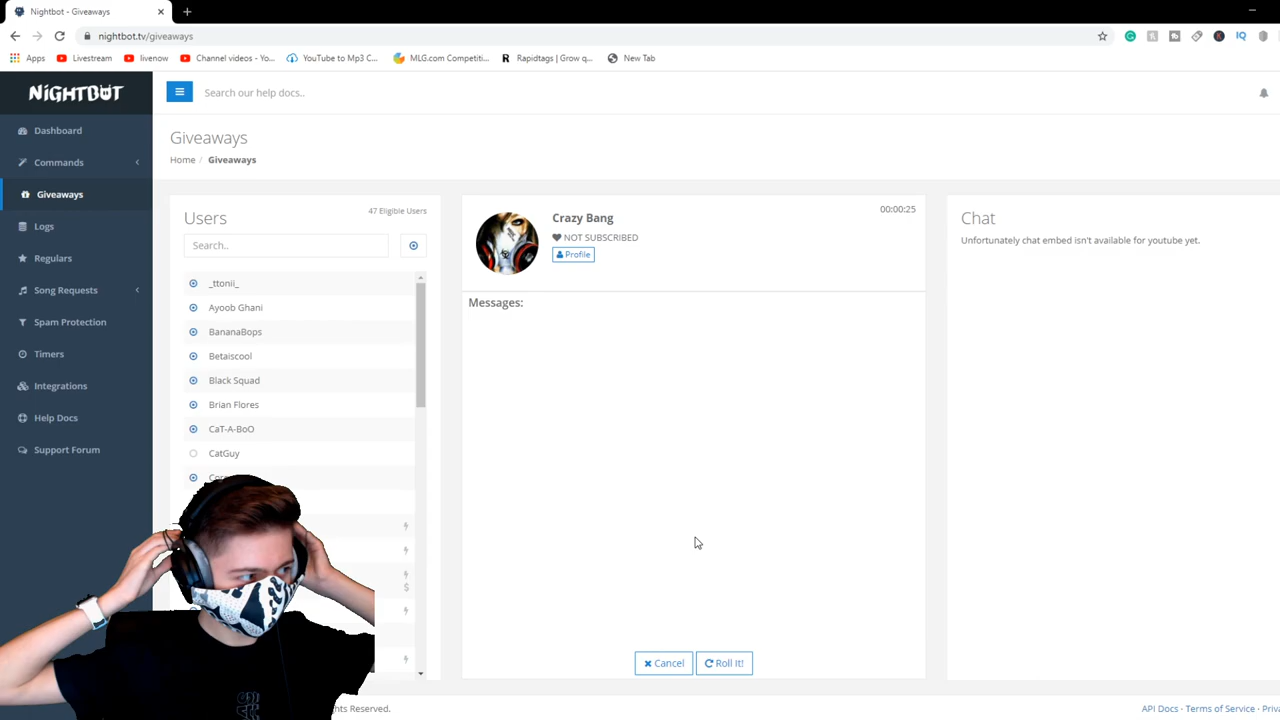 Nightbot - Giveaways
nightbot.tv/giveaways
Apps
Livestream
livenow
Channel videos - Yo...
YouTube to Mp3 C...
MLG.com Competiti...
Rapidtags | Grow q...
New Tab
NIGHTBOT
Search our help docs..
Dashboard
Commands
Giveaways
Logs
Regulars
Song Requests
Spam Protection
Timers
Integrations
Help Docs
Support Forum
Giveaways
Home / Giveaways
Users
47 Eligible Users
Search..
_ttonii_
Ayoob Ghani
BananaBops
Betaiscool
Black Squad
Brian Flores
CaT-A-BoO
CatGuy
Crazy Bang
00:00:25
NOT SUBSCRIBED
Profile
Messages:
Cancel
Roll It!
Chat
Unfortunately chat embed isn't available for youtube yet.
hts Reserved.
API Docs - Terms of Service - Priva